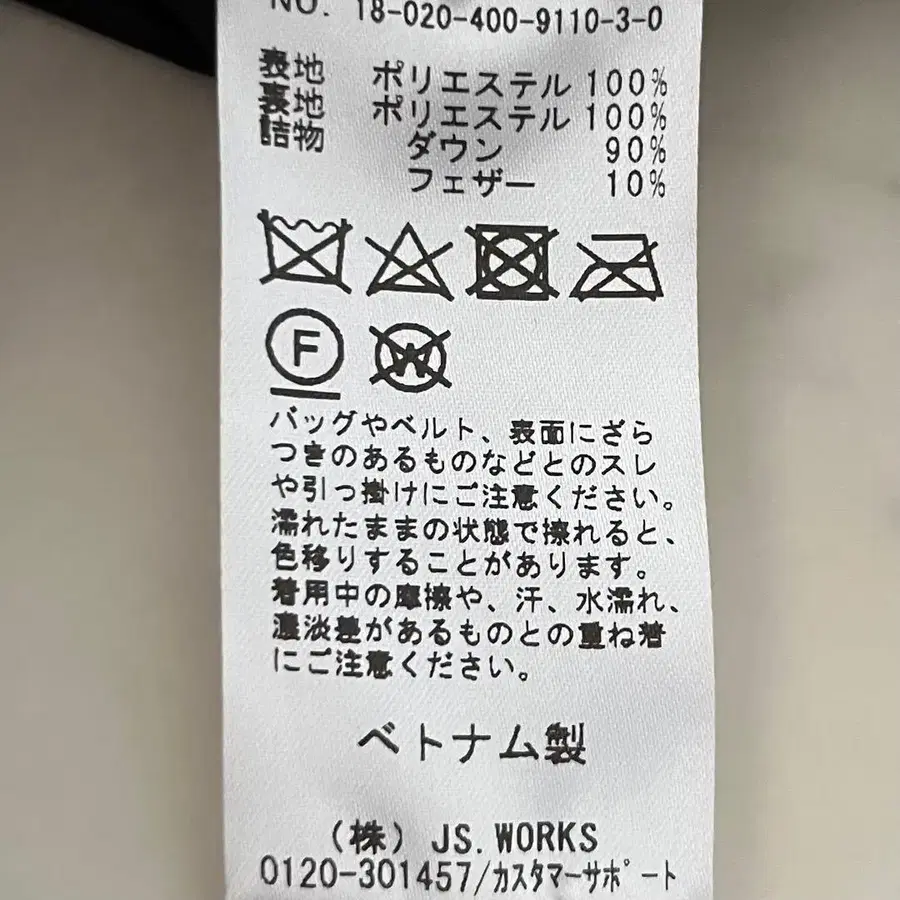 NO. 18-020-400-9110-3-0
表地 ポリエステル 100%
裏地 ポリエステル 100%
詰物 ダウン 90%
フェザー 10%
F
W
バッグやベルト、表面にざら
つきのあるものなどとのスレ
や引っ掛けにご注意ください。
濡れたままの状態で擦れると、
色移りすることがあります。
着用中の摩擦や、汗、水濡れ、
濃淡差があるものとの重ね着
にご注意ください。
ベトナム製
(株) JS.WORKS
0120-301457/カスタマーサポート